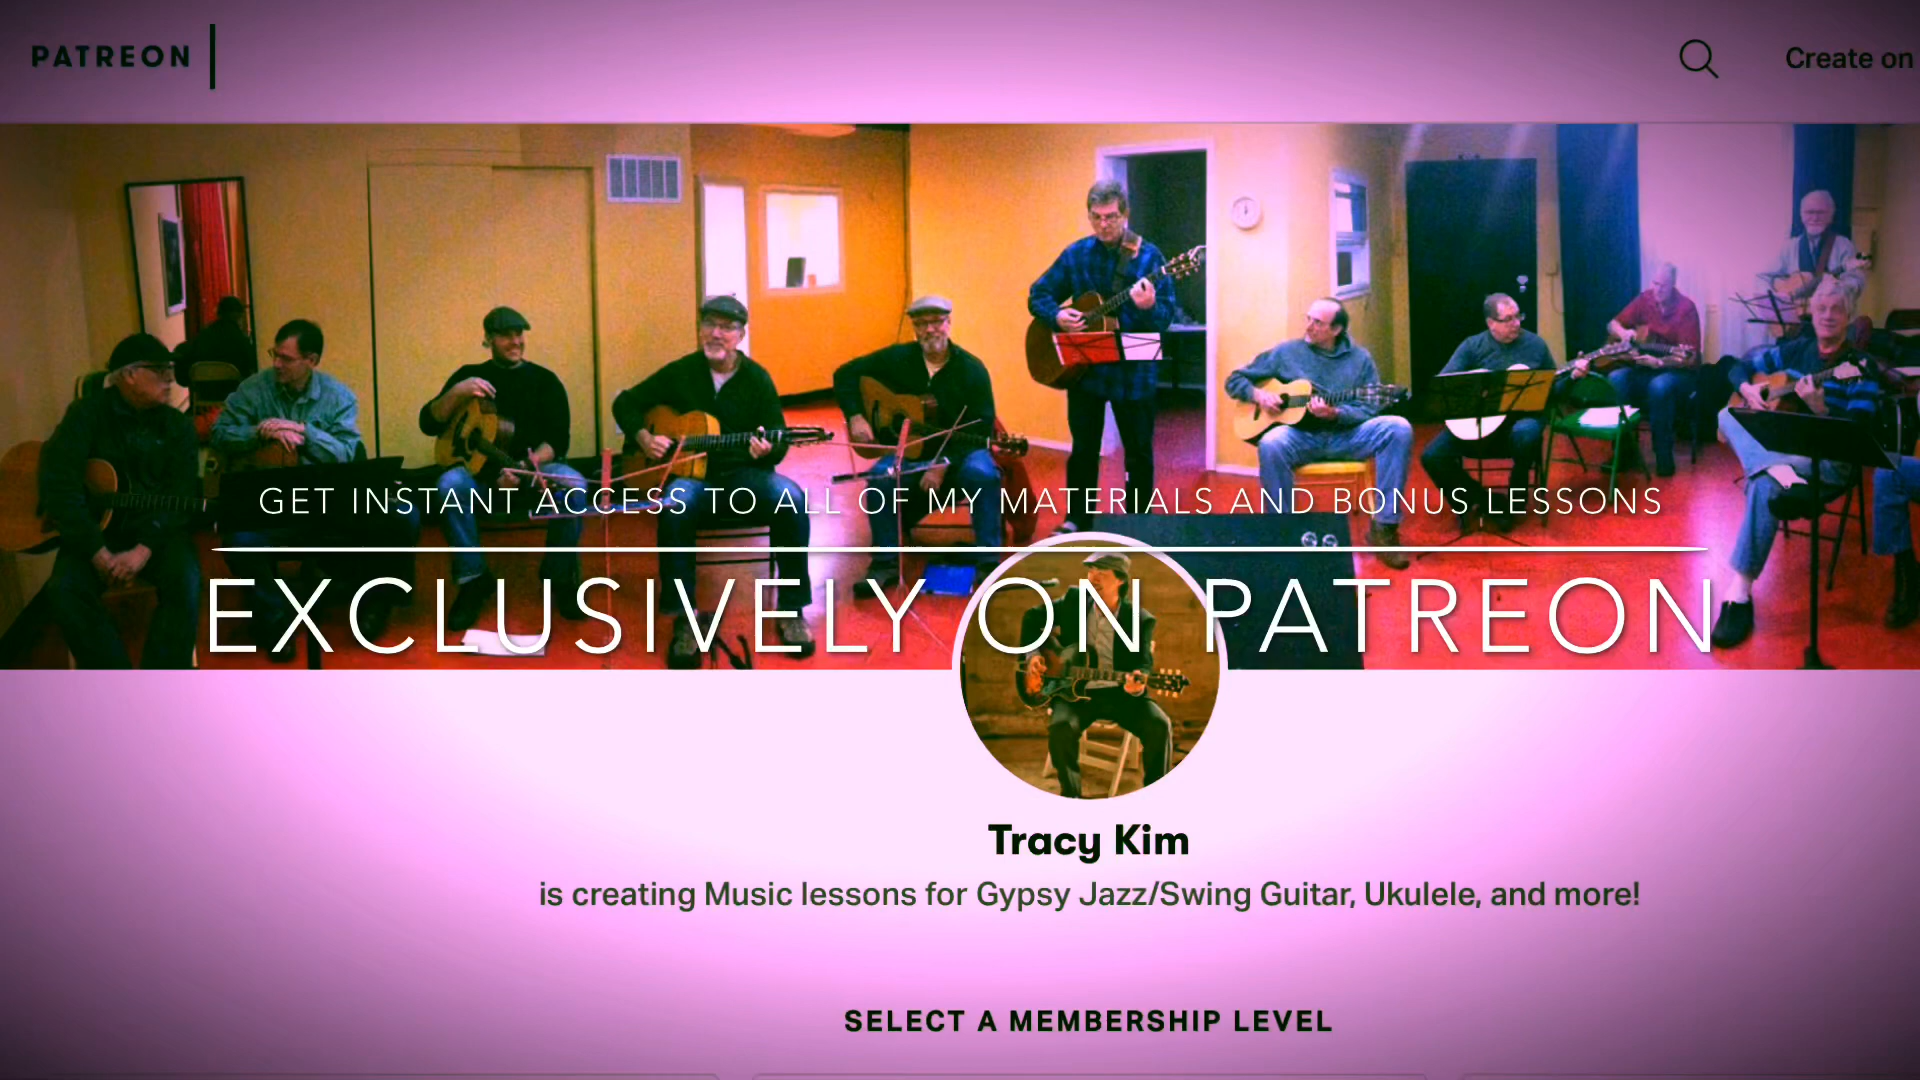 PATREON
Create on
GET INSTANT ACCESS TO ALL OF MY MATERIALS AND BONUS LESSONS
EXCLUSIVELY ON PATREON
Tracy Kim
is creating Music lessons for Gypsy Jazz/Swing Guitar, Ukulele, and more!
SELECT A MEMBERSHIP LEVEL